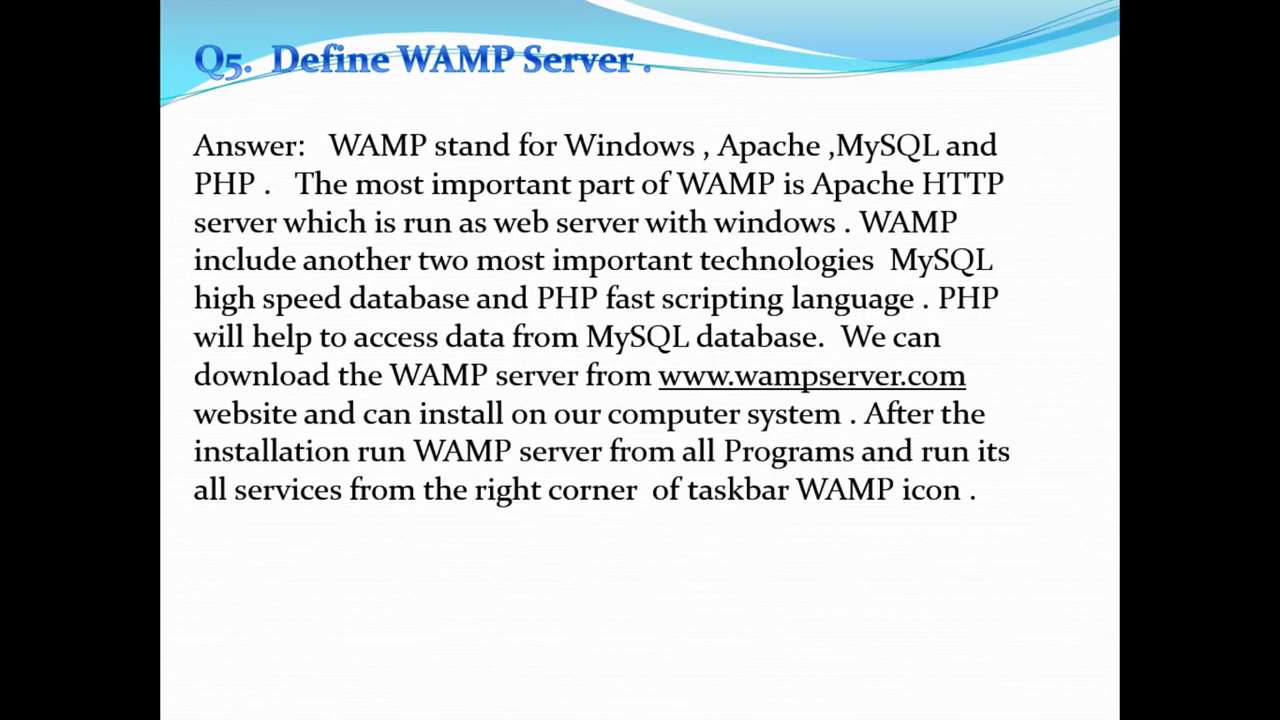 Q5. Define WAMP Server .
Answer: WAMP stand for Windows , Apache ,MySQL and
PHP . The most important part of WAMP is Apache HTTP
server which is run as web server with windows . WAMP
include another two most important technologies MySQL
high speed database and PHP fast scripting language . PHP
will help to access data from MySQL database. We can
download the WAMP server from www.wampserver.com
website and can install on our computer system . After the
installation run WAMP server from all Programs and run its
all services from the right corner of taskbar WAMP icon .